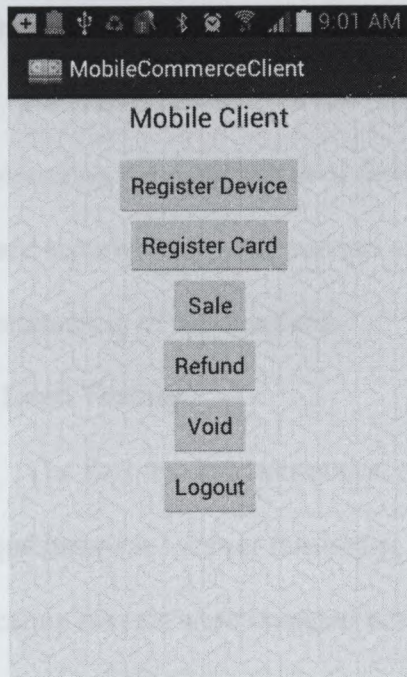 9:01 AM
MobileCommerceClient
Mobile Client
Register Device
Register Card
Sale
Refund
Void
Logout